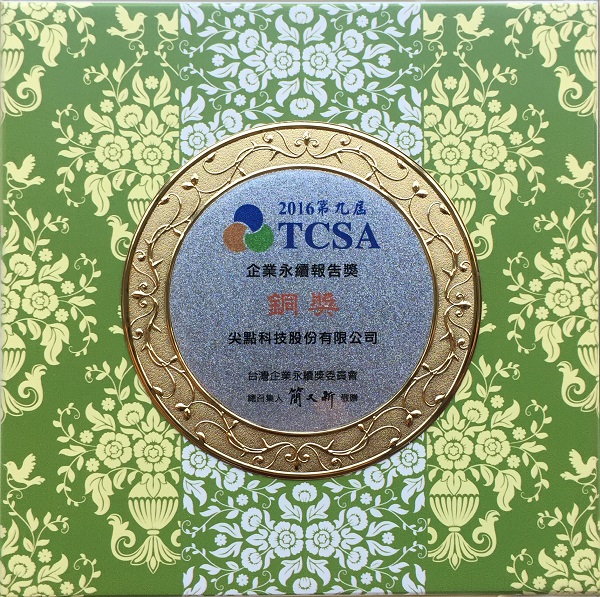 2016第九屆
TCSA
企業永續報告獎
銅獎
尖點科技股份有限公司
台灣企業永續獎委員會
總召集人 簡又新 敬贈